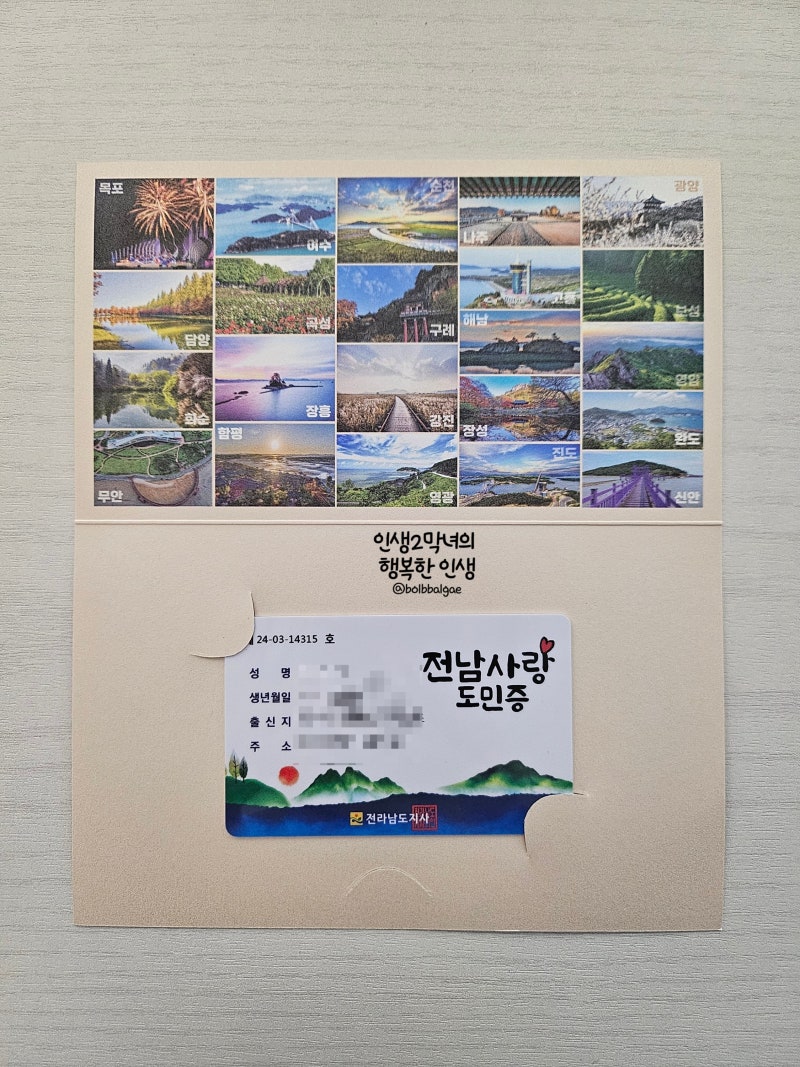 목포
여수
순천
나주
광양
담양
곡성
구례
고흥
보성
화순
장흥
강진
해남
영암
무안
함평
영광
장성
완도
진도
신안
인생2막녀의
행복한 인생
@bolbbalgae
24-03-14315 호
성 명
생년월일
출 신 지
주 소
전남사랑
도민증
전라남도지사